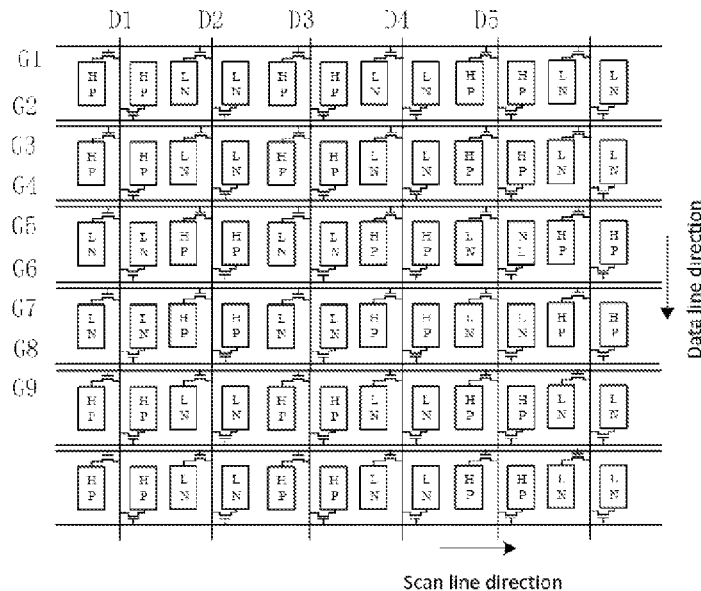 D1 D2 D3 D4 D5
G1
H H L L H H L L H H L L
P P N N P P N N P P N N
G2
G3
H H L L H H L L H H L L
P P N N P P N N P P N N
G4
G5
L L H H L L H H L N H H
N N P P N N P P N L P P
G6
G7
L L H H L L H H L L H H
N N P P N N P P N N P P
G8
G9
H H L L H H L L H H L L
P P N N P P N N P P N N
H H L L H H L L H H L L
P P N N P P N N P P N N
Data line direction
Scan line direction